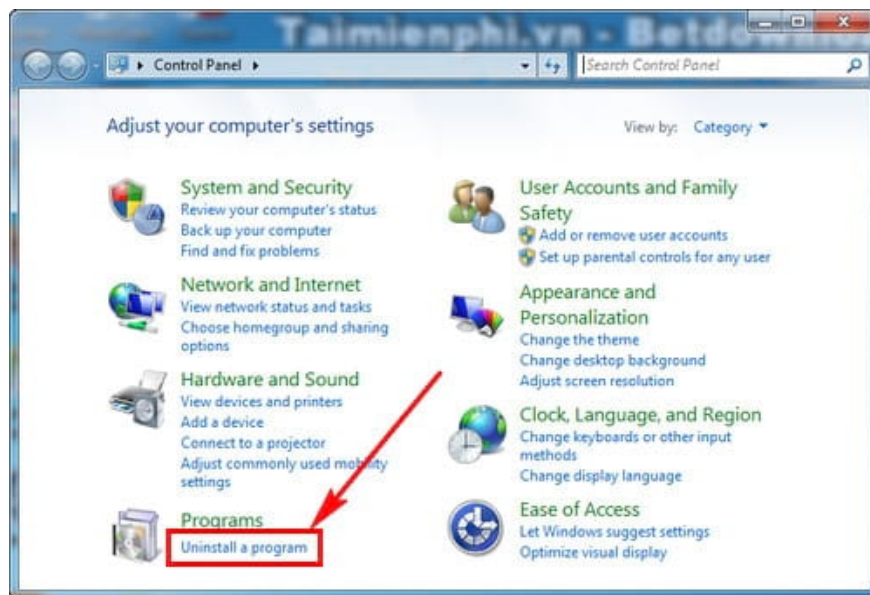 Taimienphi.vn - Betdownload
Control Panel
Search Control Panel
Adjust your computer's settings
View by: Category
System and Security
Review your computer's status
Back up your computer
Find and fix problems
Network and Internet
View network status and tasks
Choose homegroup and sharing
options
Hardware and Sound
View devices and printers
Add a device
Connect to a projector
Adjust commonly used mobility
settings
Programs
Uninstall a program
User Accounts and Family
Safety
Add or remove user accounts
Set up parental controls for any user
Appearance and
Personalization
Change the theme
Change desktop background
Adjust screen resolution
Clock, Language, and Region
Change keyboards or other input
methods
Change display language
Ease of Access
Let Windows suggest settings
Optimize visual display